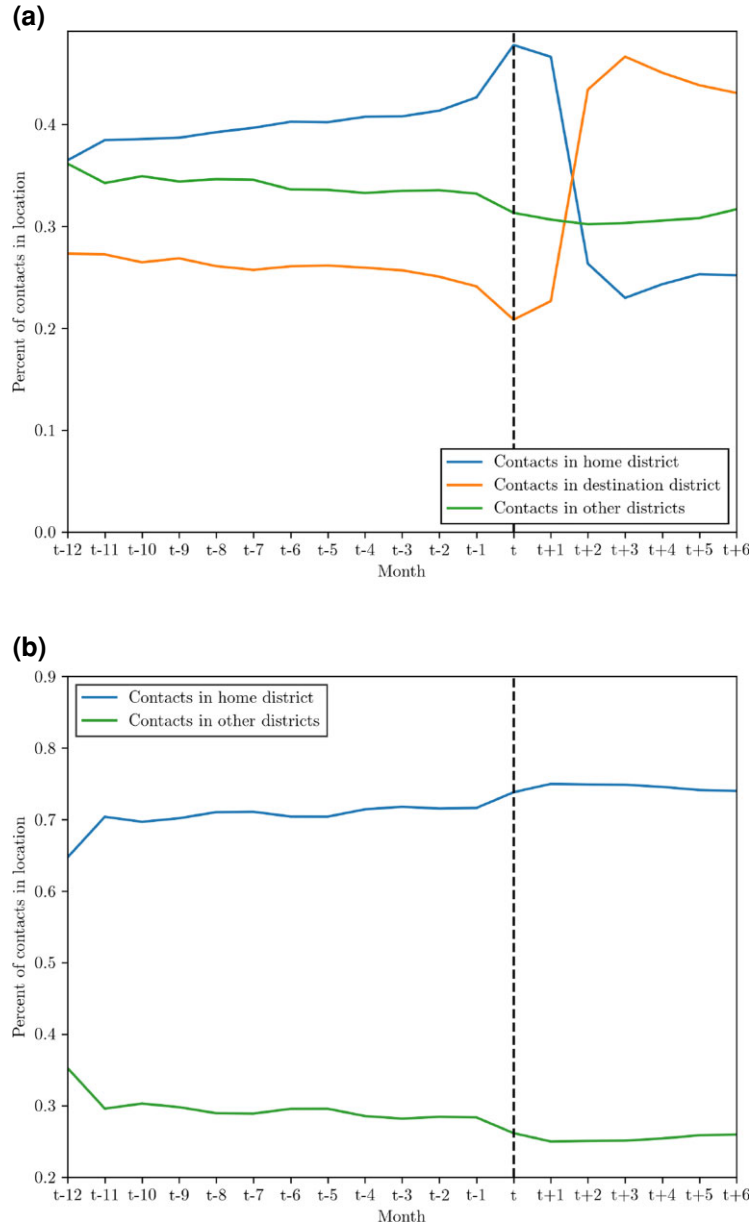 (a)
Percent of contacts in location
0.4
0.3
0.2
0.1
0.0
Contacts in home district
Contacts in destination district
Contacts in other districts
t-12 t-11 t-10 t-9 t-8 t-7 t-6 t-5 t-4 t-3 t-2 t-1 t t+1 t+2 t+3 t+4 t+5 t+6
Month
(b)
Percent of contacts in location
0.9
0.8
0.7
0.6
0.5
0.4
0.3
0.2
Contacts in home district
Contacts in other districts
t-12 t-11 t-10 t-9 t-8 t-7 t-6 t-5 t-4 t-3 t-2 t-1 t t+1 t+2 t+3 t+4 t+5 t+6
Month